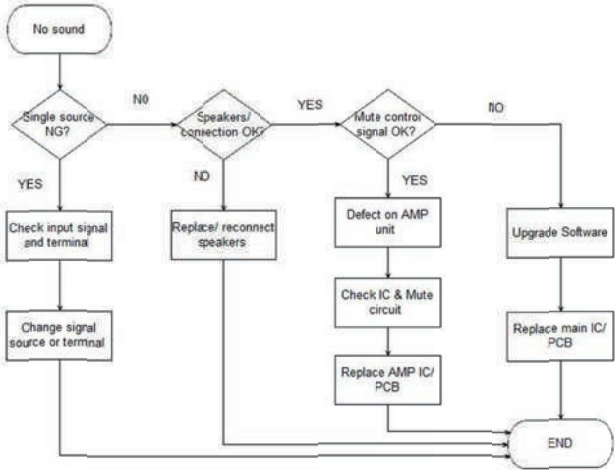 No sound
Single source
NG?
NO
Speakers/
connection OK?
YES
Mute control
signal OK?
NO
YES
NO
YES
Check input signal
and terminal
Replace/ reconnect
speakers
Defect on AMP
unit
Upgrade Software
Check IC & Mute
circuit
Change signal
source or terminal
Replace main IC/
PCB
Replace AMP IC/
PCB
END